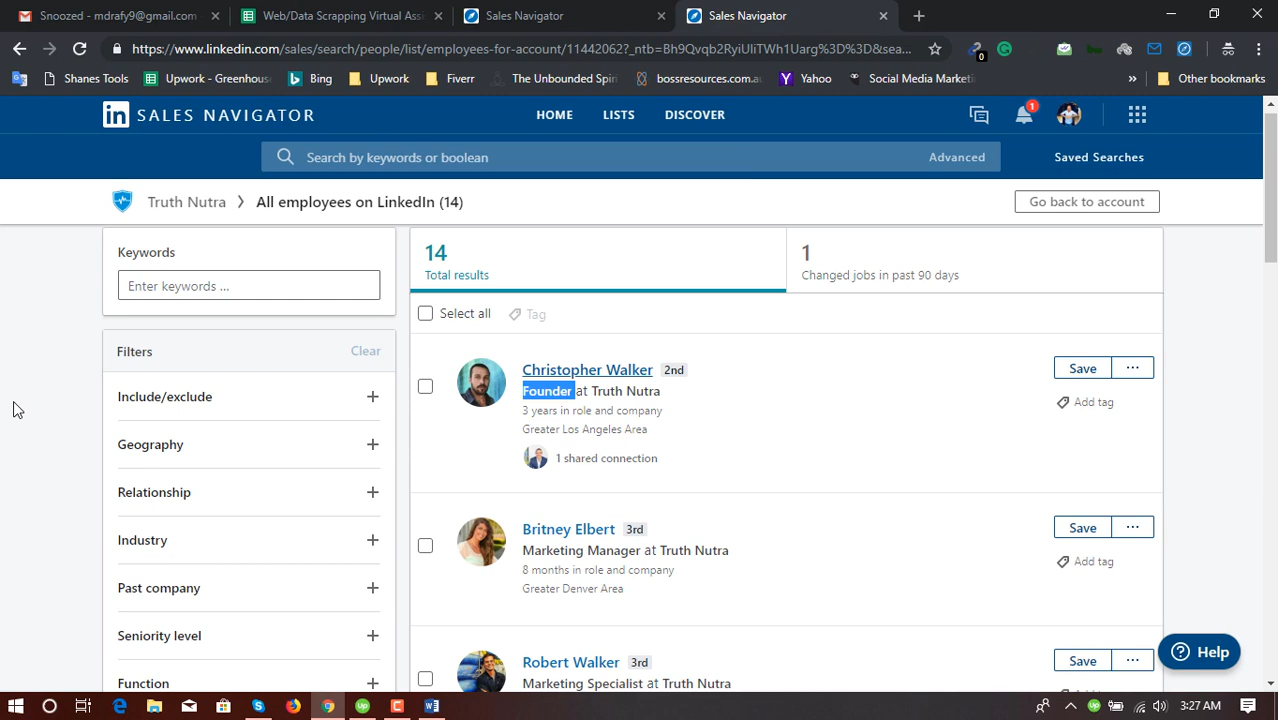 Snoozed - mdrafy9@gmail.com
Web/Data Scrapping Virtual Assi
Sales Navigator
Sales Navigator
https://www.linkedin.com/sales/search/people/list/employees-for-account/11442062?_ntb=Bh9Qvqb2RyiUliTWh1Uarg%3D%3D&sea...
0
Shanes Tools
Upwork - Greenhous
Bing
Upwork
Fiverr
The Unbounded Spiri
bossresources.com.au
Yahoo
Social Media Marketi
»
Other bookmarks
in SALES NAVIGATOR
HOME
LISTS
DISCOVER
1
Search by keywords or boolean
Advanced
Saved Searches
Truth Nutra
All employees on LinkedIn (14)
Go back to account
Keywords
Enter keywords ...
Filters
Clear
Include/exclude +
Geography +
Relationship +
Industry +
Past company +
Seniority level +
Function +
14
Total results
1
Changed jobs in past 90 days
Select all
Tag
Christopher Walker 2nd
Founder at Truth Nutra
3 years in role and company
Greater Los Angeles Area
1 shared connection
Save ...
Add tag
Britney Elbert 3rd
Marketing Manager at Truth Nutra
8 months in role and company
Greater Denver Area
Save ...
Add tag
Robert Walker 3rd
Marketing Specialist at Truth Nutra
Save ...
Help
3:27 AM